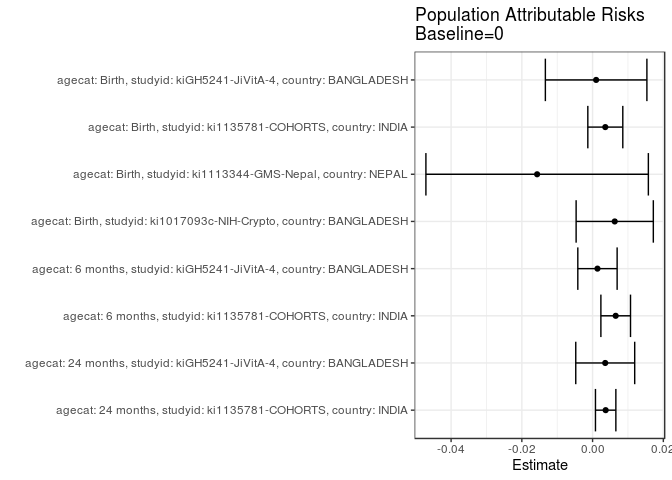 Population Attributable Risks
Baseline=0
agecat: Birth, studyid: kiGH5241-JiVitA-4, country: BANGLADESH
agecat: Birth, studyid: ki1135781-COHORTS, country: INDIA
agecat: Birth, studyid: ki1113344-GMS-Nepal, country: NEPAL
agecat: Birth, studyid: ki1017093c-NIH-Crypto, country: BANGLADESH
agecat: 6 months, studyid: kiGH5241-JiVitA-4, country: BANGLADESH
agecat: 6 months, studyid: ki1135781-COHORTS, country: INDIA
agecat: 24 months, studyid: kiGH5241-JiVitA-4, country: BANGLADESH
agecat: 24 months, studyid: ki1135781-COHORTS, country: INDIA
-0.04 -0.02 0.00 0.02
Estimate